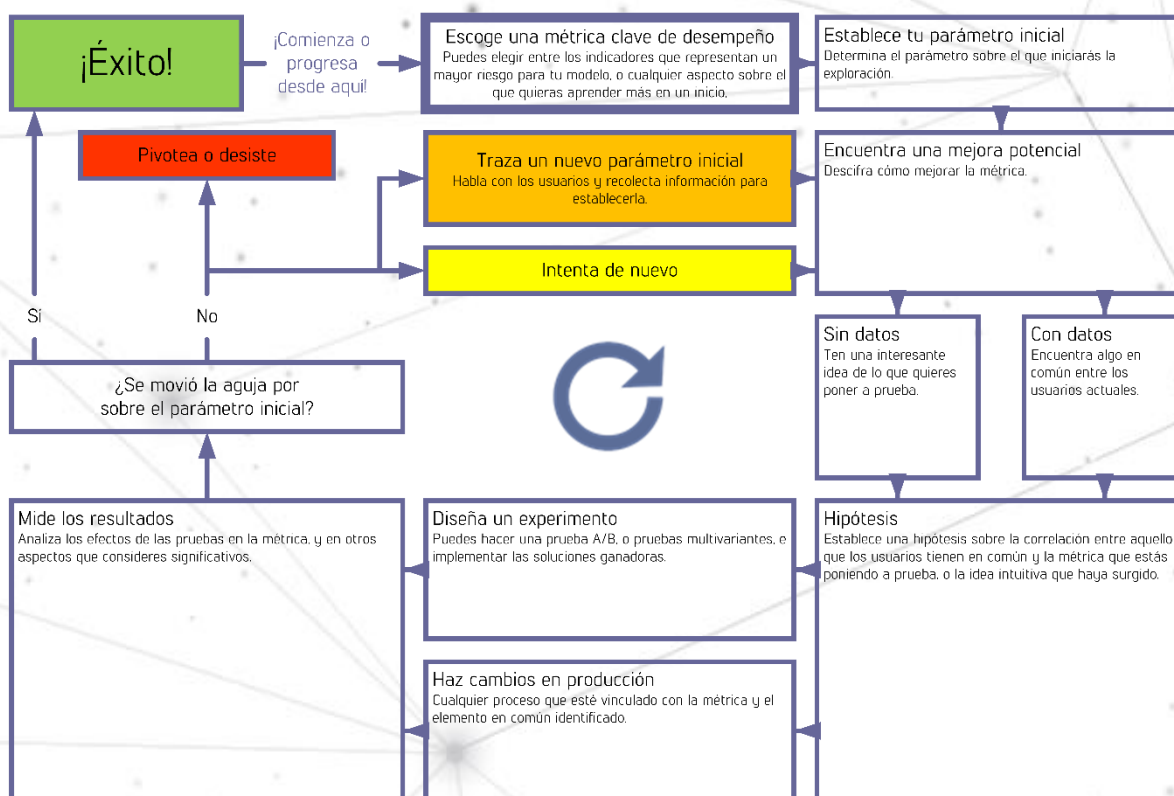 ¡Éxito!
¡Comienza o
progresa
desde aquí!
Escoge una métrica clave de desempeño
Puedes elegir entre los indicadores que representan un
mayor riesgo para tu modelo, o cualquier aspecto sobre el
que quieras aprender más en un inicio.
Establece tu parámetro inicial
Determina el parámetro sobre el que iniciarás la
exploración.
Pivotea o desiste
Traza un nuevo parámetro inicial
Habla con los usuarios y recolecta información para
establecerla.
Encuentra una mejora potencial
Descifra cómo mejorar la métrica.
Intenta de nuevo
Sí
No
Sin datos
Ten una interesante
idea de lo que quieres
poner a prueba.
Con datos
Encuentra algo en
común entre los
usuarios actuales.
¿Se movió la aguja por
sobre el parámetro inicial?
Mide los resultados
Analiza los efectos de las pruebas en la métrica, y en otros
aspectos que consideres significativos.
Diseña un experimento
Puedes hacer una prueba A/B, o pruebas multivariantes, e
implementar las soluciones ganadoras.
Hipótesis
Establece una hipótesis sobre la correlación entre aquello
que los usuarios tienen en común y la métrica que estás
poniendo a prueba, o la idea intuitiva que haya surgido.
Haz cambios en producción
Cualquier proceso que esté vinculado con la métrica y el
elemento en común identificado.